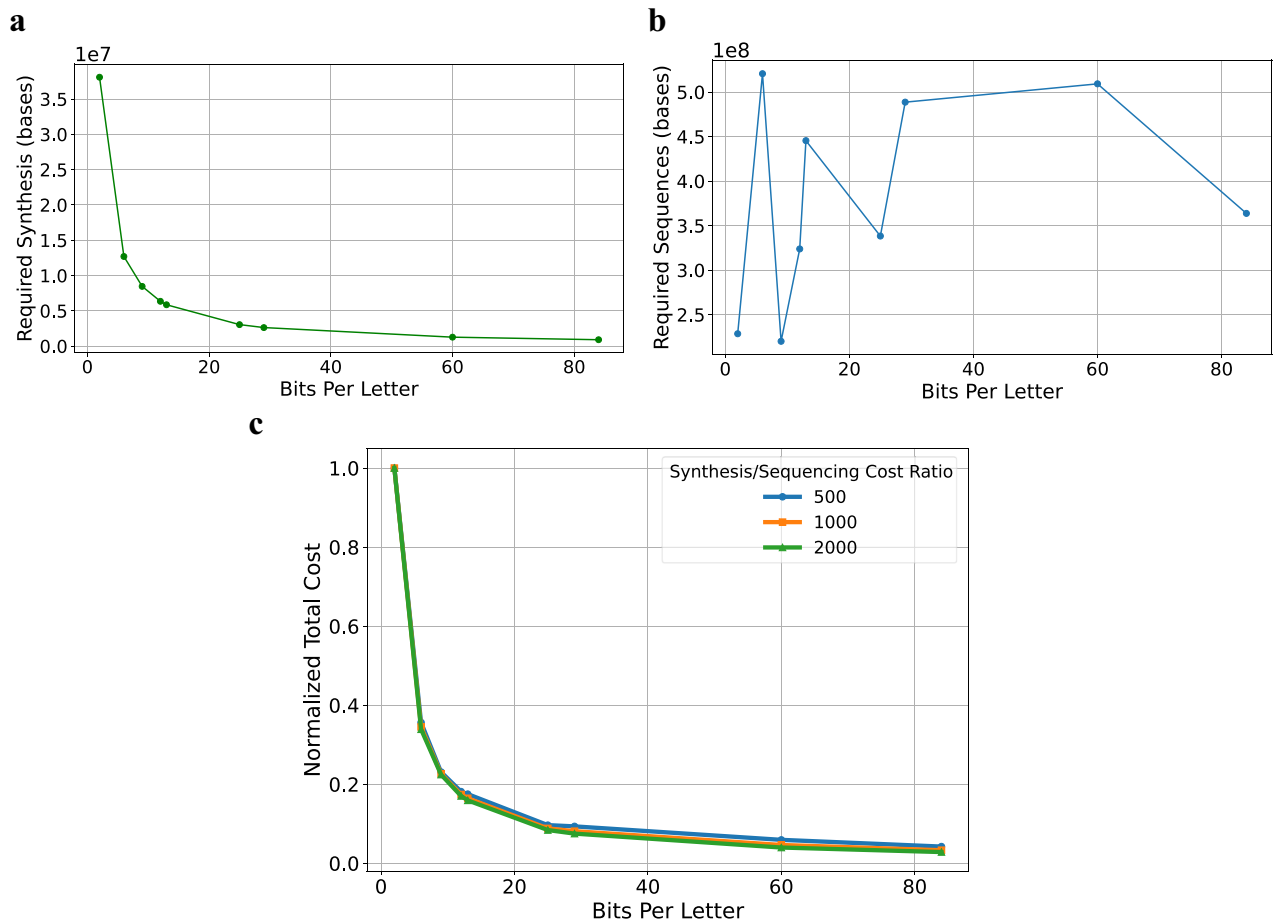 a
1e7
3.5
3.0
2.5
2.0
1.5
1.0
0.5
0.0
Required Synthesis (bases)
0 20 40 60 80
Bits Per Letter
b
1e8
5.0
4.5
4.0
3.5
3.0
2.5
Required Sequences (bases)
0 20 40 60 80
Bits Per Letter
c
1.0
0.8
0.6
0.4
0.2
0.0
Normalized Total Cost
Synthesis/Sequencing Cost Ratio
500
1000
2000
0 20 40 60 80
Bits Per Letter